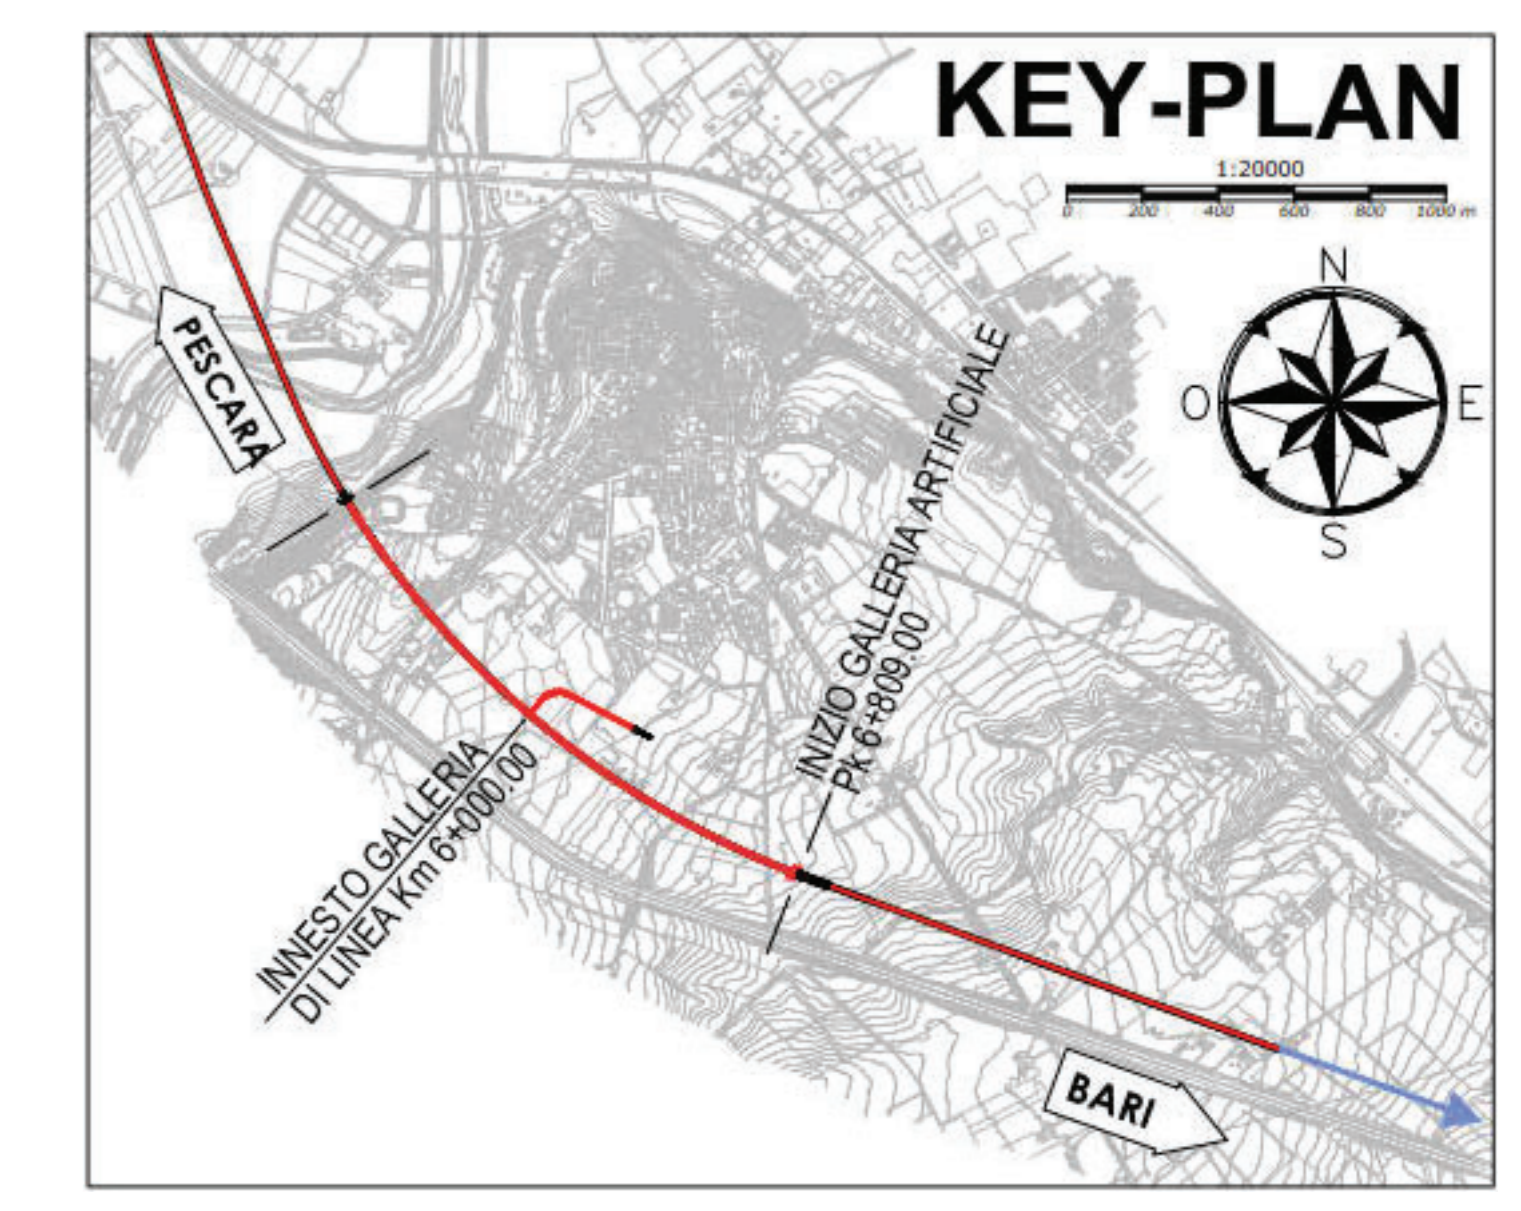 KEY-PLAN
1:20000
0 200 400 600 800 1000 m
N
O
E
S
PESCARA
INIZIO GALLERIA ARTIFICIALE
Pk 6+809.00
INNESTO GALLERIA
DI LINEA Km 6+000.00
BARI